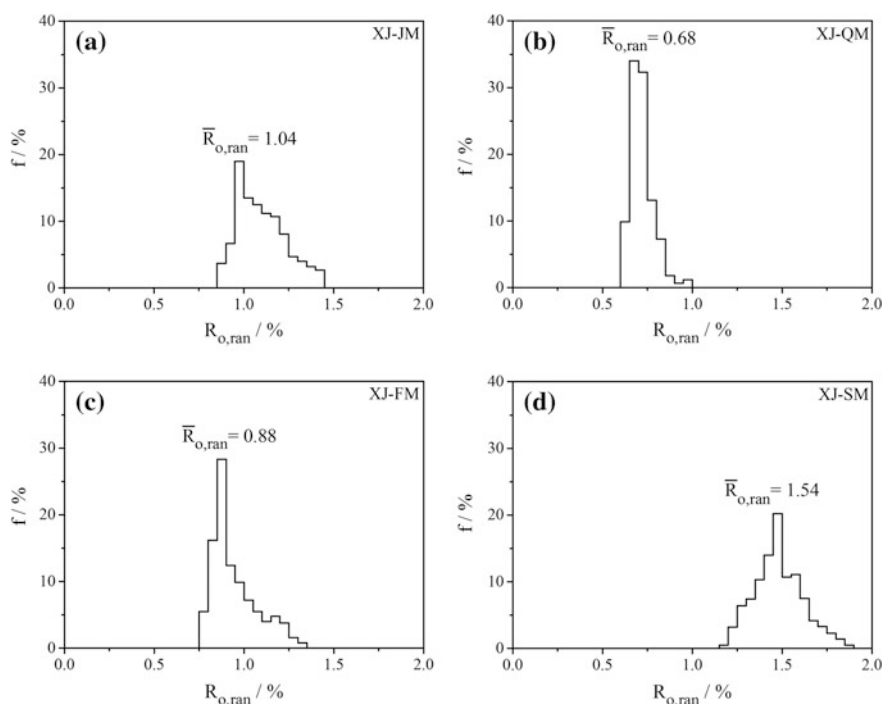 (a)
XJ-JM
R̅o,ran = 1.04
f / %
40
30
20
10
0
0.0 0.5 1.0 1.5 2.0
Ro,ran / %
(b)
XJ-QM
R̅o,ran = 0.68
f / %
40
30
20
10
0
0.0 0.5 1.0 1.5 2.0
Ro,ran / %
(c)
XJ-FM
R̅o,ran = 0.88
f / %
40
30
20
10
0
0.0 0.5 1.0 1.5 2.0
Ro,ran / %
(d)
XJ-SM
R̅o,ran = 1.54
f / %
40
30
20
10
0
0.0 0.5 1.0 1.5 2.0
Ro,ran / %